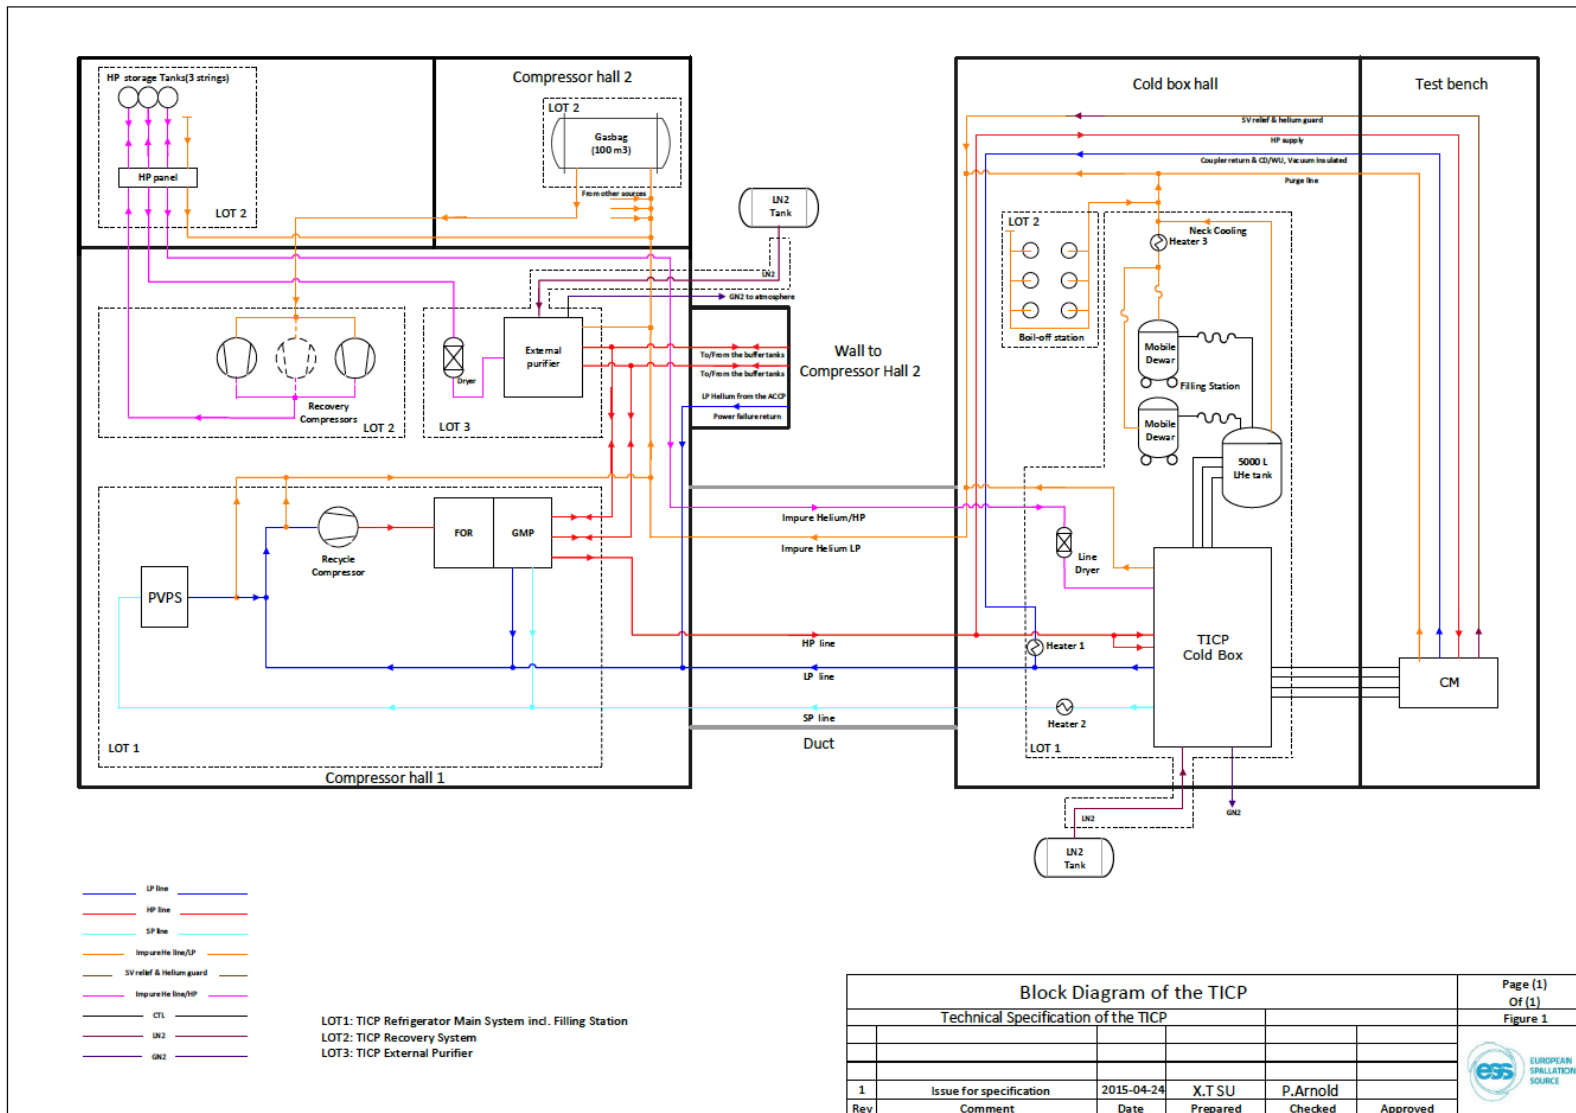 HP storage Tanks(3 strings)
HP panel
LOT 2
Compressor hall 2
LOT 2
Gasbag
(100 m3)
From other sources
LN2
Tank
LN2
GN2 to atmosphere
Recovery
Compressors
LOT 2
Dryer
External
purifier
LOT 3
To/From the buffer tanks
To/From the buffer tanks
LP Helium from the ACCP
Power failure return
Wall to
Compressor Hall 2
PVPS
Recycle
Compressor
FOR
GMP
LOT 1
Compressor hall 1
Impure Helium/HP
Impure Helium LP
HP line
LP line
SP line
Duct
Cold box hall
Test bench
SV relief & helium guard
HP supply
Coupler return & CD/WU, Vacuum Insulated
Purge line
LOT 2
Boil-off station
Neck Cooling
Heater 3
Mobile
Dewar
Filling Station
Mobile
Dewar
5000 L
LHe tank
Line
Dryer
Heater 1
Heater 2
TICP
Cold Box
CM
LOT 1
LN2
GN2
LN2
Tank
LP line
HP line
SP line
Impure He line/LP
SV relief & Helium guard
Impure He line/HP
CTL
LN2
GN2
LOT1: TICP Refrigerator Main System incl. Filling Station
LOT2: TICP Recovery System
LOT3: TICP External Purifier
Block Diagram of the TICP
Page (1)
Of (1)
Technical Specification of the TICP
Figure 1
1 Issue for specification 2015-04-24 X.T SU P.Arnold
Rev Comment Date Prepared Checked Approved
ess
EUROPEAN
SPALLATION
SOURCE